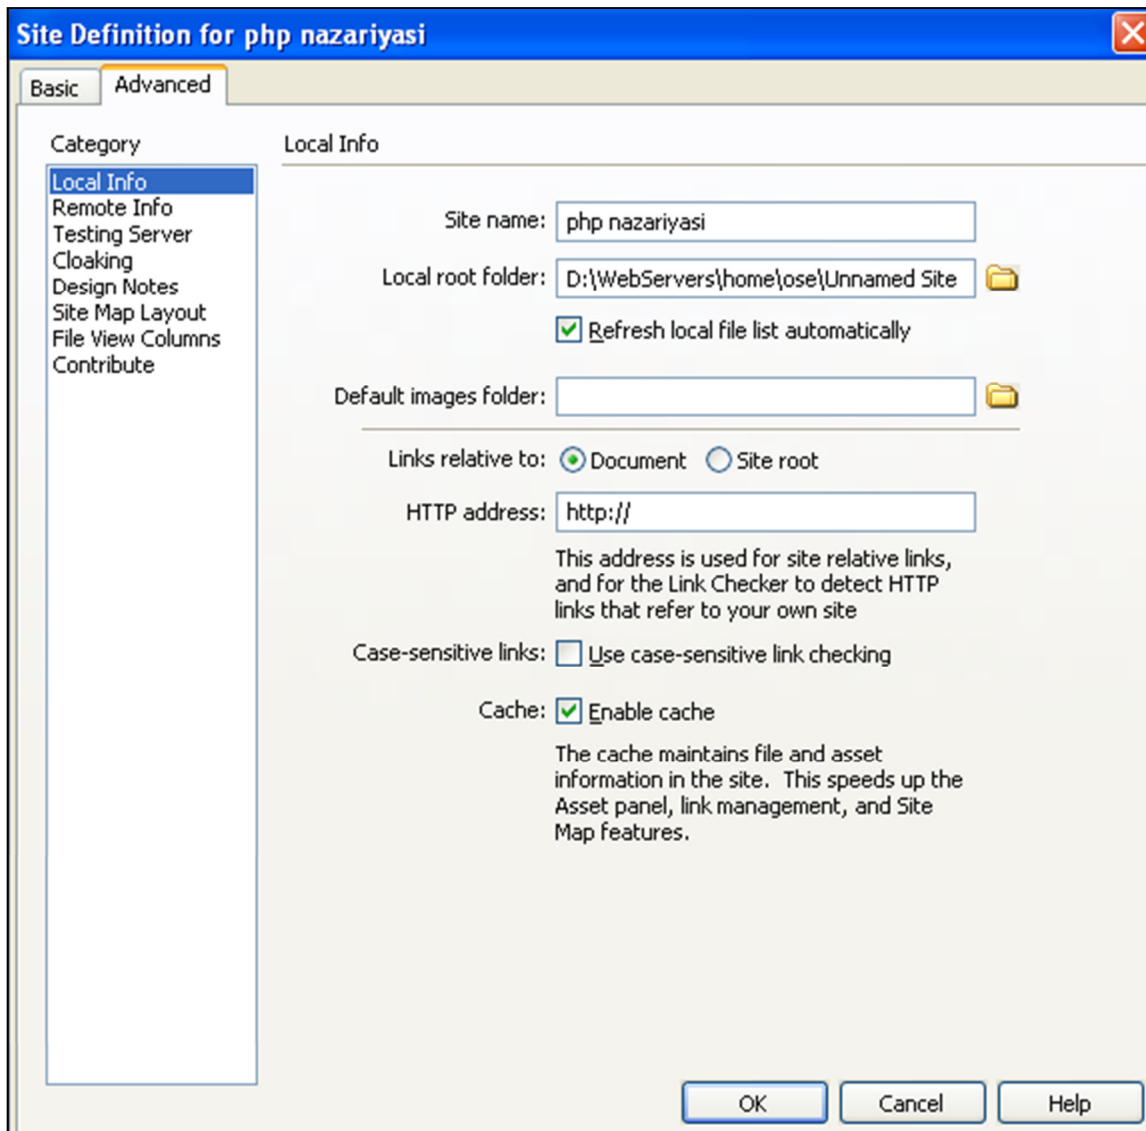 Site Definition for php nazariyasi
Basic
Advanced
Category
Local Info
Remote Info
Testing Server
Cloaking
Design Notes
Site Map Layout
File View Columns
Contribute
Local Info
Site name: php nazariyasi
Local root folder: D:\WebServers\home\ose\Unnamed Site
Refresh local file list automatically
Default images folder:
Links relative to: Document Site root
HTTP address: http://
This address is used for site relative links,
and for the Link Checker to detect HTTP
links that refer to your own site
Case-sensitive links: Use case-sensitive link checking
Cache: Enable cache
The cache maintains file and asset
information in the site. This speeds up the
Asset panel, link management, and Site
Map features.
OK Cancel Help